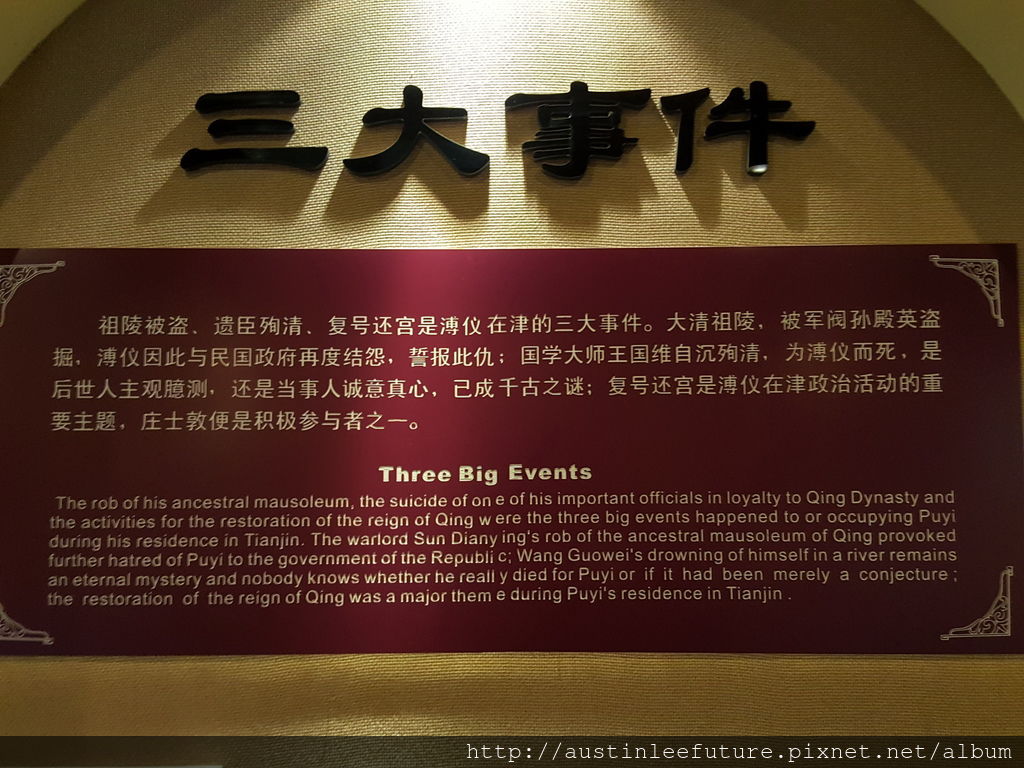 三大事件
祖陵被盗、遗臣殉清、复号还宫是溥仪在津的三大事件。大清祖陵，被军阀孙殿英盗
掘，溥仪因此与民国政府再度结怨，誓报此仇；国学大师王国维自沉殉清，为溥仪而死，是
后世人主观臆测，还是当事人诚意真心，已成千古之谜；复号还宫是溥仪在津政治活动的重
要主题，庄士敦便是积极参与者之一。
Three Big Events
The rob of his ancestral mausoleum, the suicide of on e of his important officials in loyalty to Qing Dynasty and
the activities for the restoration of the reign of Qing w ere the three big events happened to or occupying Puyi
during his residence in Tianjin. The warlord Sun Diany ing's rob of the ancestral mausoleum of Qing provoked
further hatred of Puyi to the government of the Republi c; Wang Guowei's drowning of himself in a river remains
an eternal mystery and nobody knows whether he reall y died for Puyi or if it had been merely a conjecture ;
the restoration of the reign of Qing was a major them e during Puyi's residence in Tianjin .
http://austinleefuture.pixnet.net/album